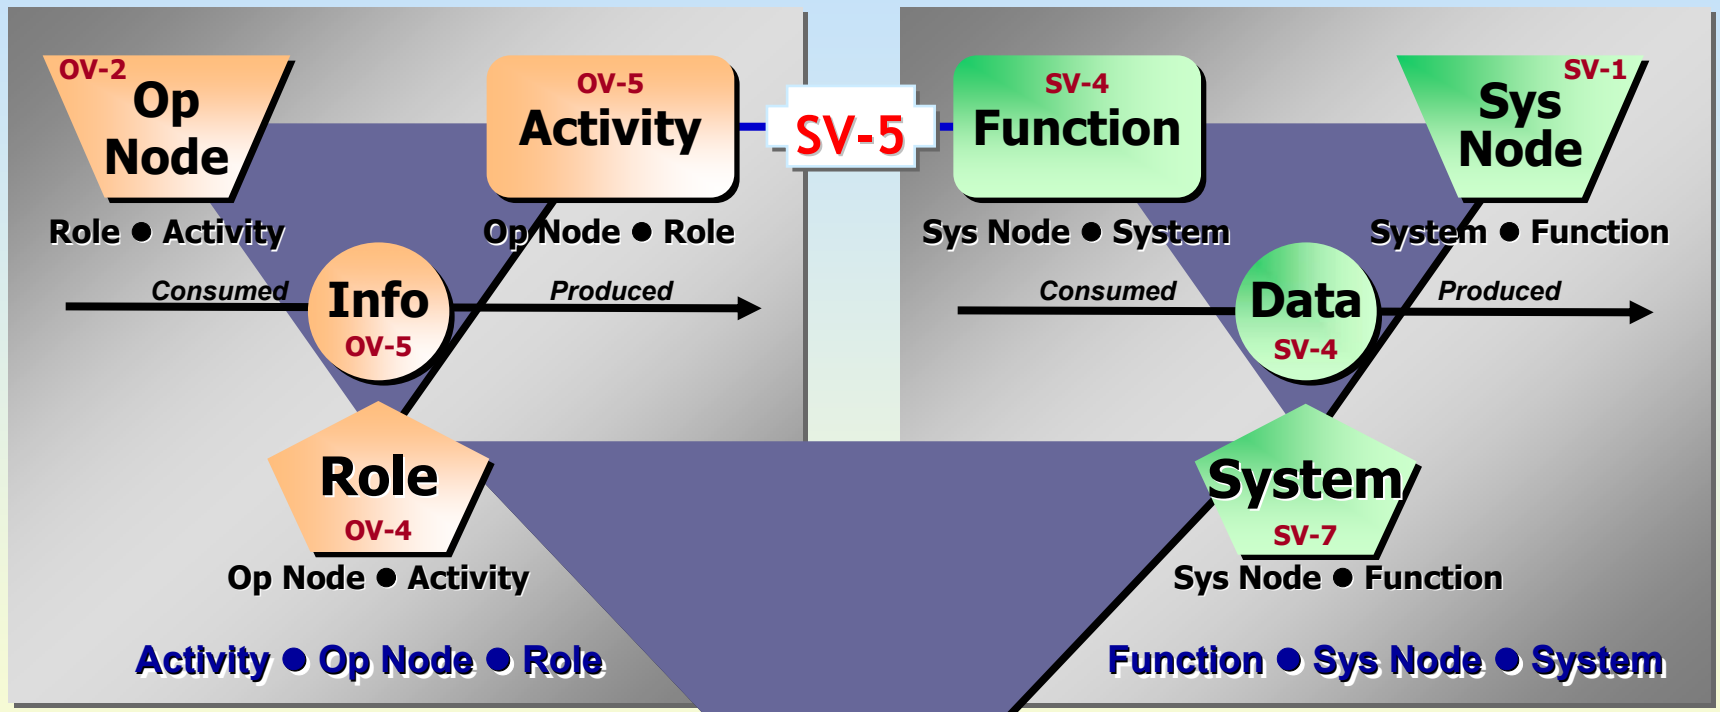 OV-2
Op
Node
Role ● Activity
OV-5
Activity
Op Node ● Role
Consumed
Info
OV-5
Produced
Role
OV-4
Op Node ● Activity
Activity ● Op Node ● Role
SV-5
SV-4
Function
Sys Node ● System
SV-1
Sys
Node
System ● Function
Consumed
Data
SV-4
Produced
System
SV-7
Sys Node ● Function
Function ● Sys Node ● System